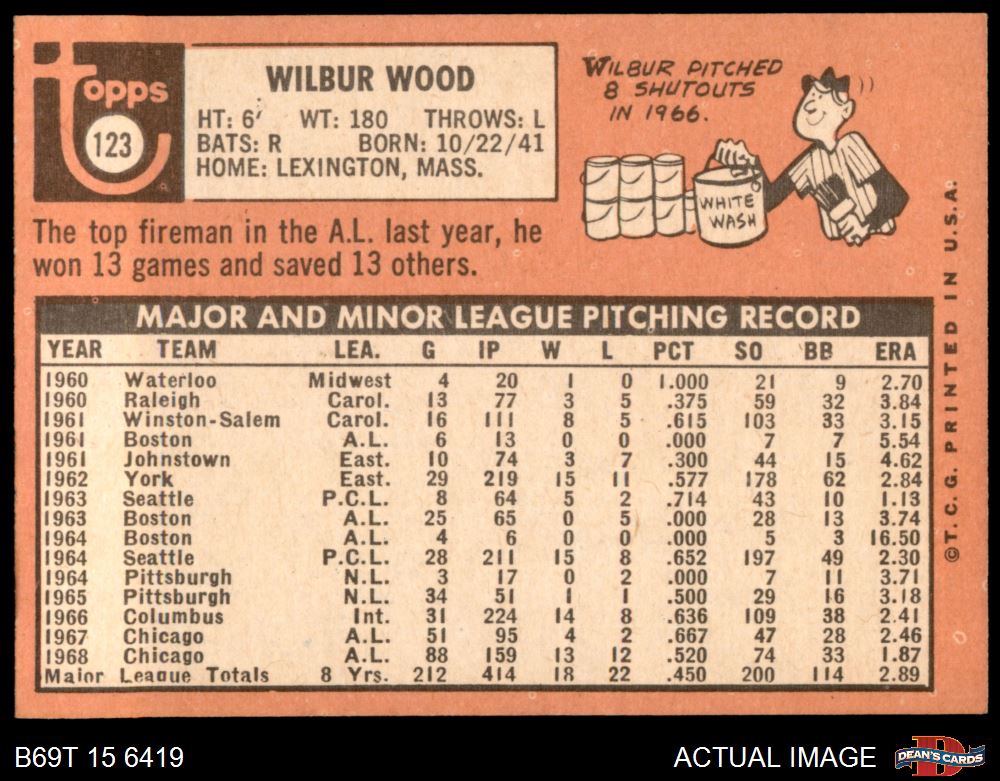 Topps
123
WILBUR WOOD
HT: 6' WT: 180 THROWS: L
BATS: R BORN: 10/22/41
HOME: LEXINGTON, MASS.
WILBUR PITCHED
8 SHUTOUTS
IN 1966.
WHITE
WASH
The top fireman in the A.L. last year, he
won 13 games and saved 13 others.
MAJOR AND MINOR LEAGUE PITCHING RECORD
YEAR TEAM LEA. G IP W L PCT SO BB ERA
1960 Waterloo Midwest 4 20 1 0 1.000 21 9 2.70
1960 Raleigh Carol. 13 77 3 5 .375 59 32 3.84
1961 Winston-Salem Carol. 16 111 8 5 .615 103 33 3.15
1961 Boston A.L. 6 13 0 0 .000 7 7 5.54
1961 Johnstown East. 10 74 3 7 .300 44 15 4.62
1962 York East. 29 219 15 11 .577 178 62 2.84
1963 Seattle P.C.L. 8 64 5 2 .714 43 10 1.13
1963 Boston A.L. 25 65 0 5 .000 28 13 3.74
1964 Boston A.L. 4 6 0 0 .000 5 3 16.50
1964 Seattle P.C.L. 28 211 15 8 .652 197 49 2.30
1964 Pittsburgh N.L. 3 17 0 2 .000 7 11 3.71
1965 Pittsburgh N.L. 34 51 1 1 .500 29 16 3.18
1966 Columbus Int. 31 224 14 8 .636 109 38 2.41
1967 Chicago A.L. 51 95 4 2 .667 47 28 2.46
1968 Chicago A.L. 88 159 13 12 .520 74 33 1.87
Major League Totals 8 Yrs. 212 414 18 22 .450 200 114 2.89
©T.C.G. PRINTED IN U.S.A.
B69T 15 6419
ACTUAL IMAGE
D
DEAN'S CARDS